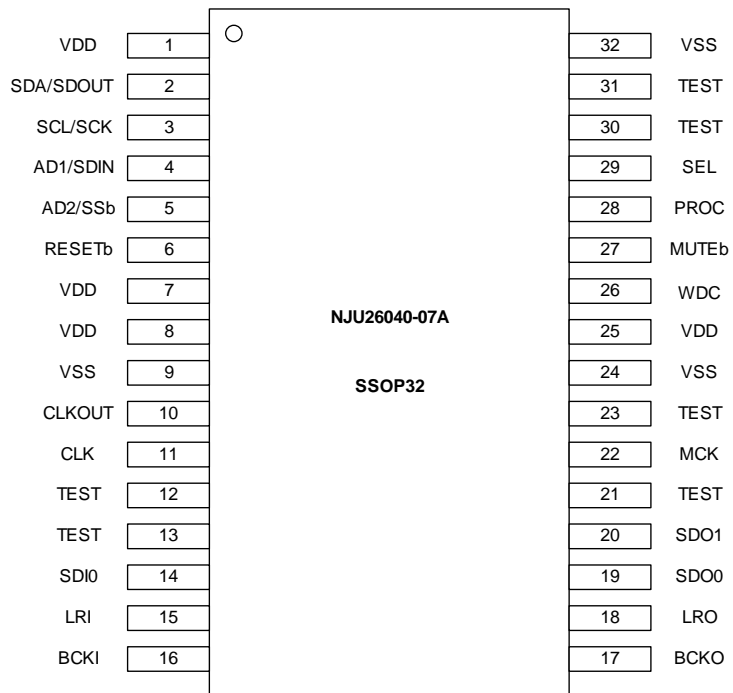 VDD 1 32 VSS
SDA/SDOUT 2 31 TEST
SCL/SCK 3 30 TEST
AD1/SDIN 4 29 SEL
AD2/SSb 5 28 PROC
RESETb 6 27 MUTEb
VDD 7 26 WDC
NJU26040-07A
VDD 8 25 VDD
VSS 9 24 VSS
SSOP32
CLKOUT 10 23 TEST
CLK 11 22 MCK
TEST 12 21 TEST
TEST 13 20 SDO1
SDI0 14 19 SDO0
LRI 15 18 LRO
BCKI 16 17 BCKO